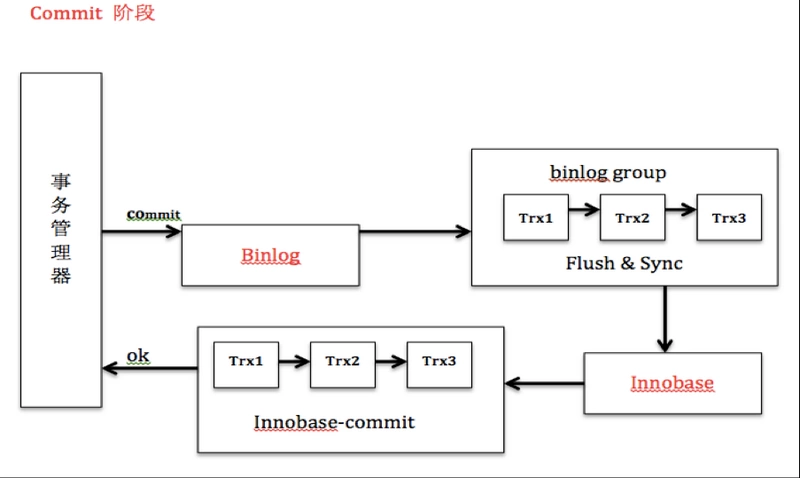 Commit 阶段
事务管理器
commit
Binlog
binlog group
Trx1
Trx2
Trx3
Flush & Sync
Innobase
Trx1
Trx2
Trx3
Innobase-commit
ok